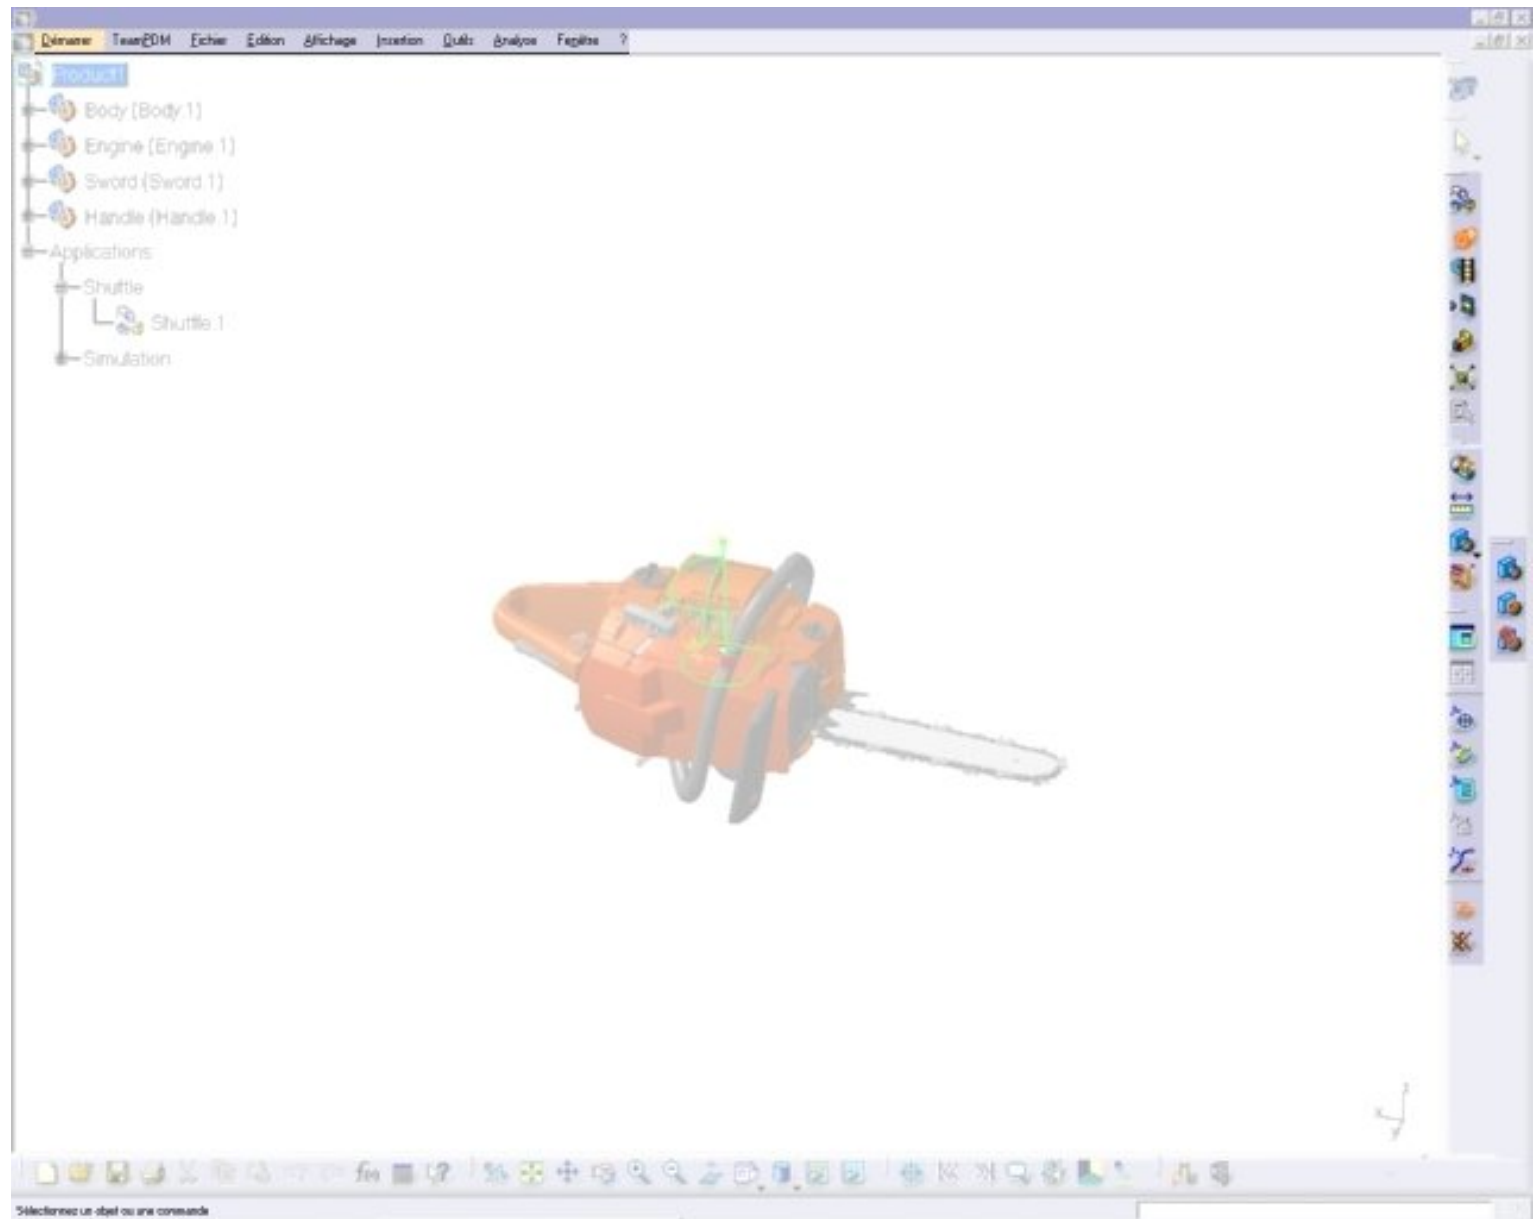 Démarrer TeamPDM Fichier Edition Affichage Insertion Outils Analyse Fenêtre ?
Product1
Body (Body.1)
Engine (Engine.1)
Sword (Sword.1)
Handle (Handle.1)
Applications
Shuttle
Shuttle.1
Simulation
z
x
y
f(x)
Sélectionnez un objet ou une commande